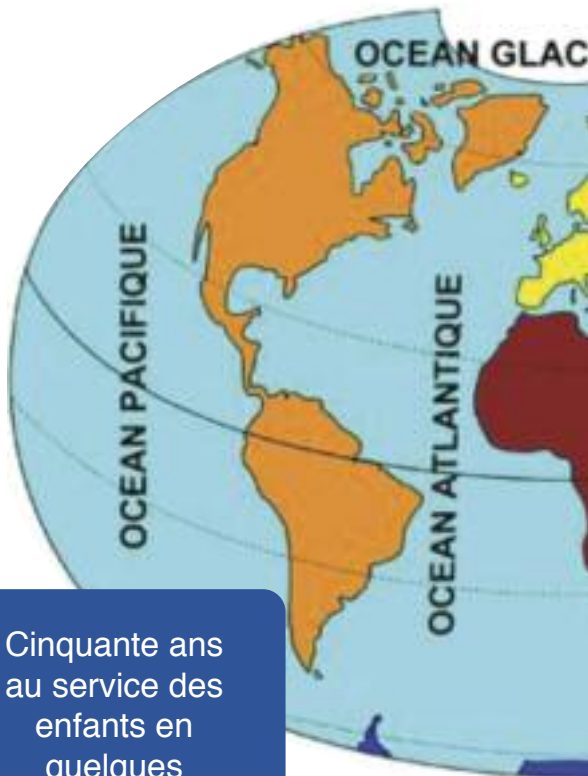 OCEAN GLAC
OCEAN PACIFIQUE
OCEAN ATLANTIQUE
Cinquante ans
au service des
enfants en
quelques